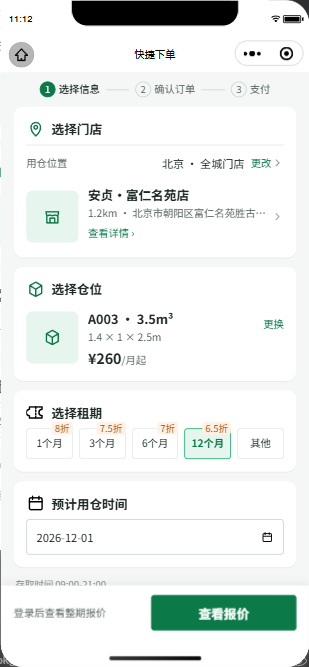 11:12
快捷下单
1 选择信息 2 确认订单 3 支付
选择门店
用仓位置 北京 · 全城门店 更改 ›
安贞·富仁名苑店
1.2km · 北京市朝阳区富仁名苑胜古…
查看详情 ›
选择仓位
A003 · 3.5m³
更换
1.4 × 1 × 2.5m
¥260/月起
选择租期
8折 7.5折 7折 6.5折
1个月 3个月 6个月 12个月 其他
预计用仓时间
2026-12-01
存取时间 09:00-21:00
登录后查看整期报价 查看报价